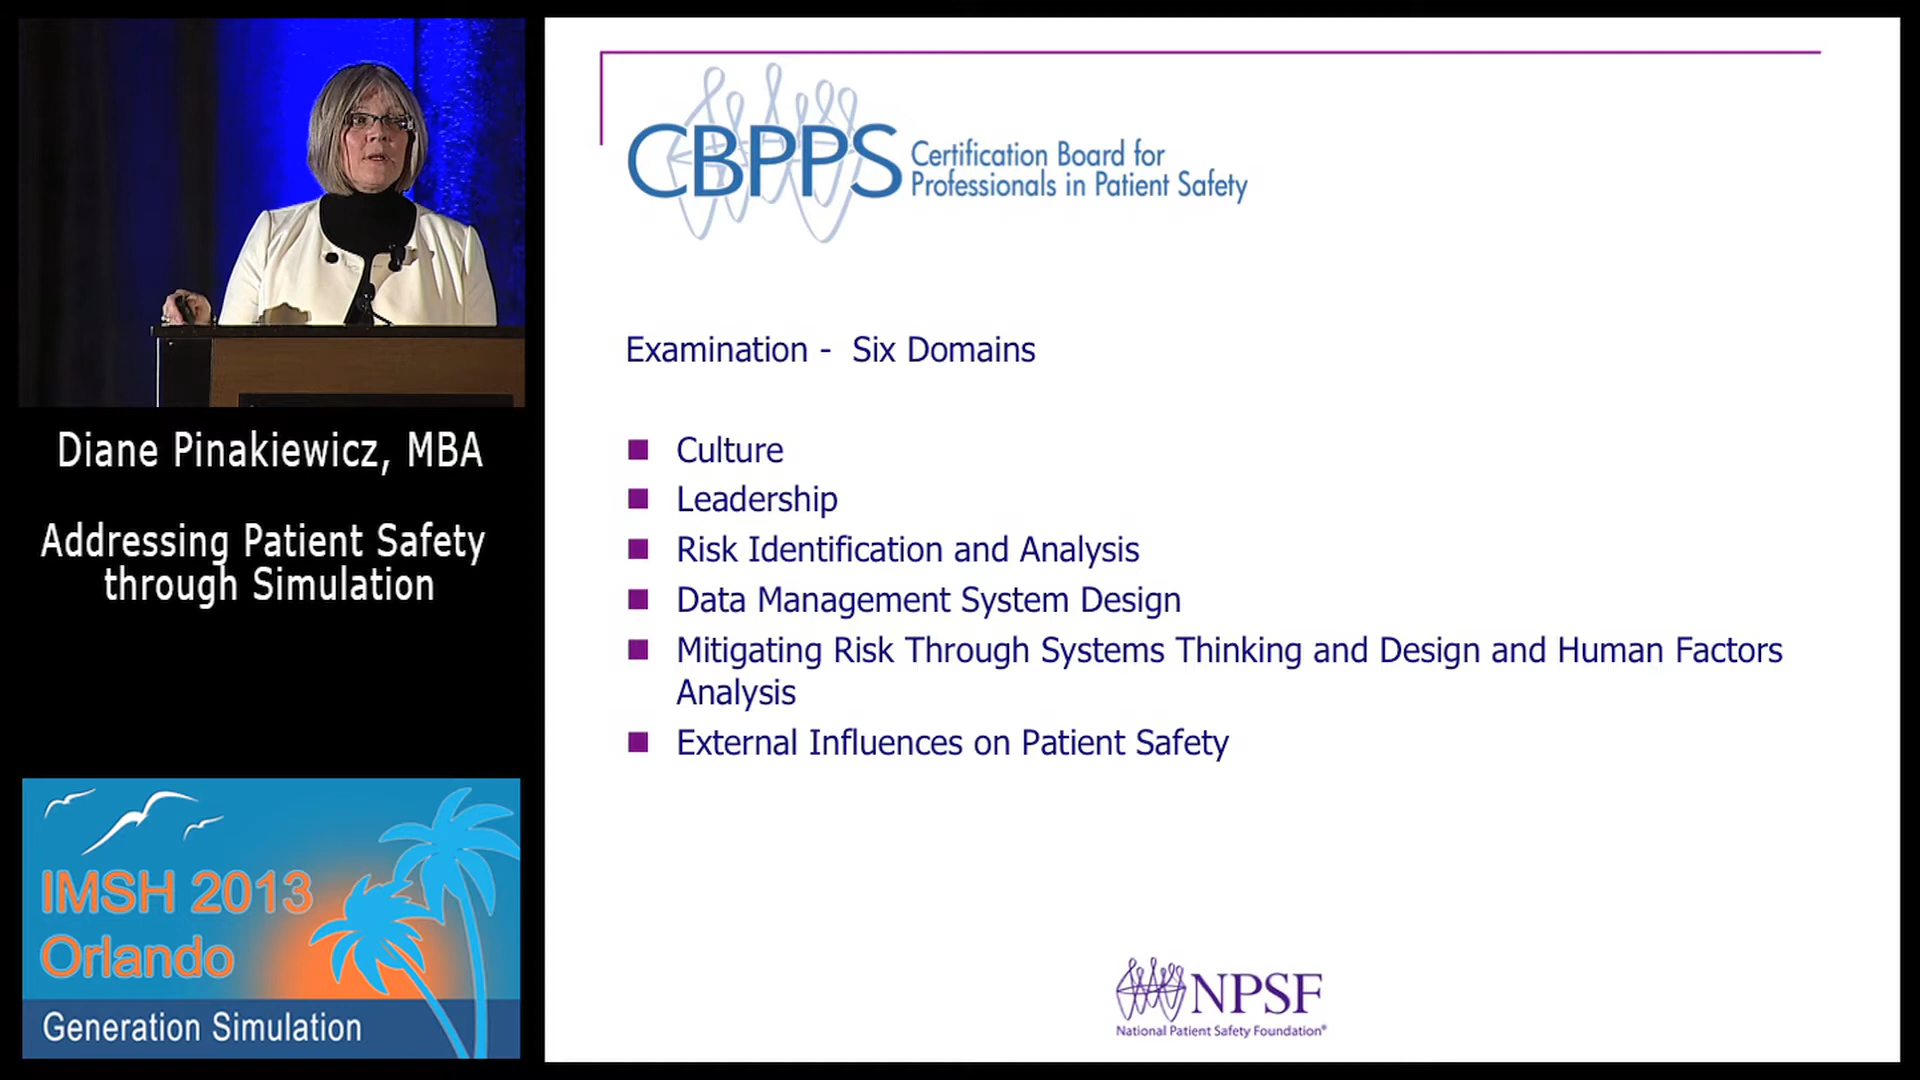 Diane Pinakiewicz, MBA
Addressing Patient Safety
through Simulation
IMSH 2013
Orlando
Generation Simulation
CBPPS
Certification Board for
Professionals in Patient Safety
Examination - Six Domains
Culture
Leadership
Risk Identification and Analysis
Data Management System Design
Mitigating Risk Through Systems Thinking and Design and Human Factors
Analysis
External Influences on Patient Safety
NPSF
National Patient Safety Foundation®